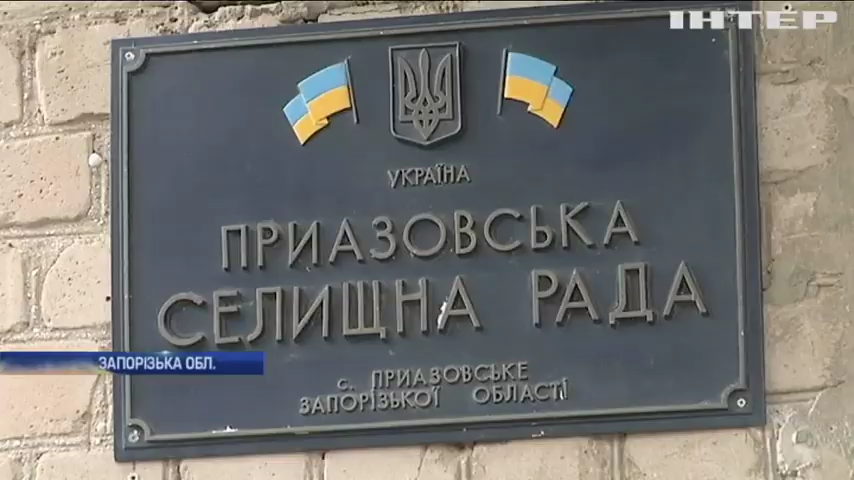 ІНТЕР
УКРАЇНА
ПРИАЗОВСЬКА
СЕЛИЩНА РАДА
ЗАПОРІЗЬКА ОБЛ.
с. ПРИАЗОВСЬКЕ
ЗАПОРІЗЬКОЇ ОБЛАСТІ